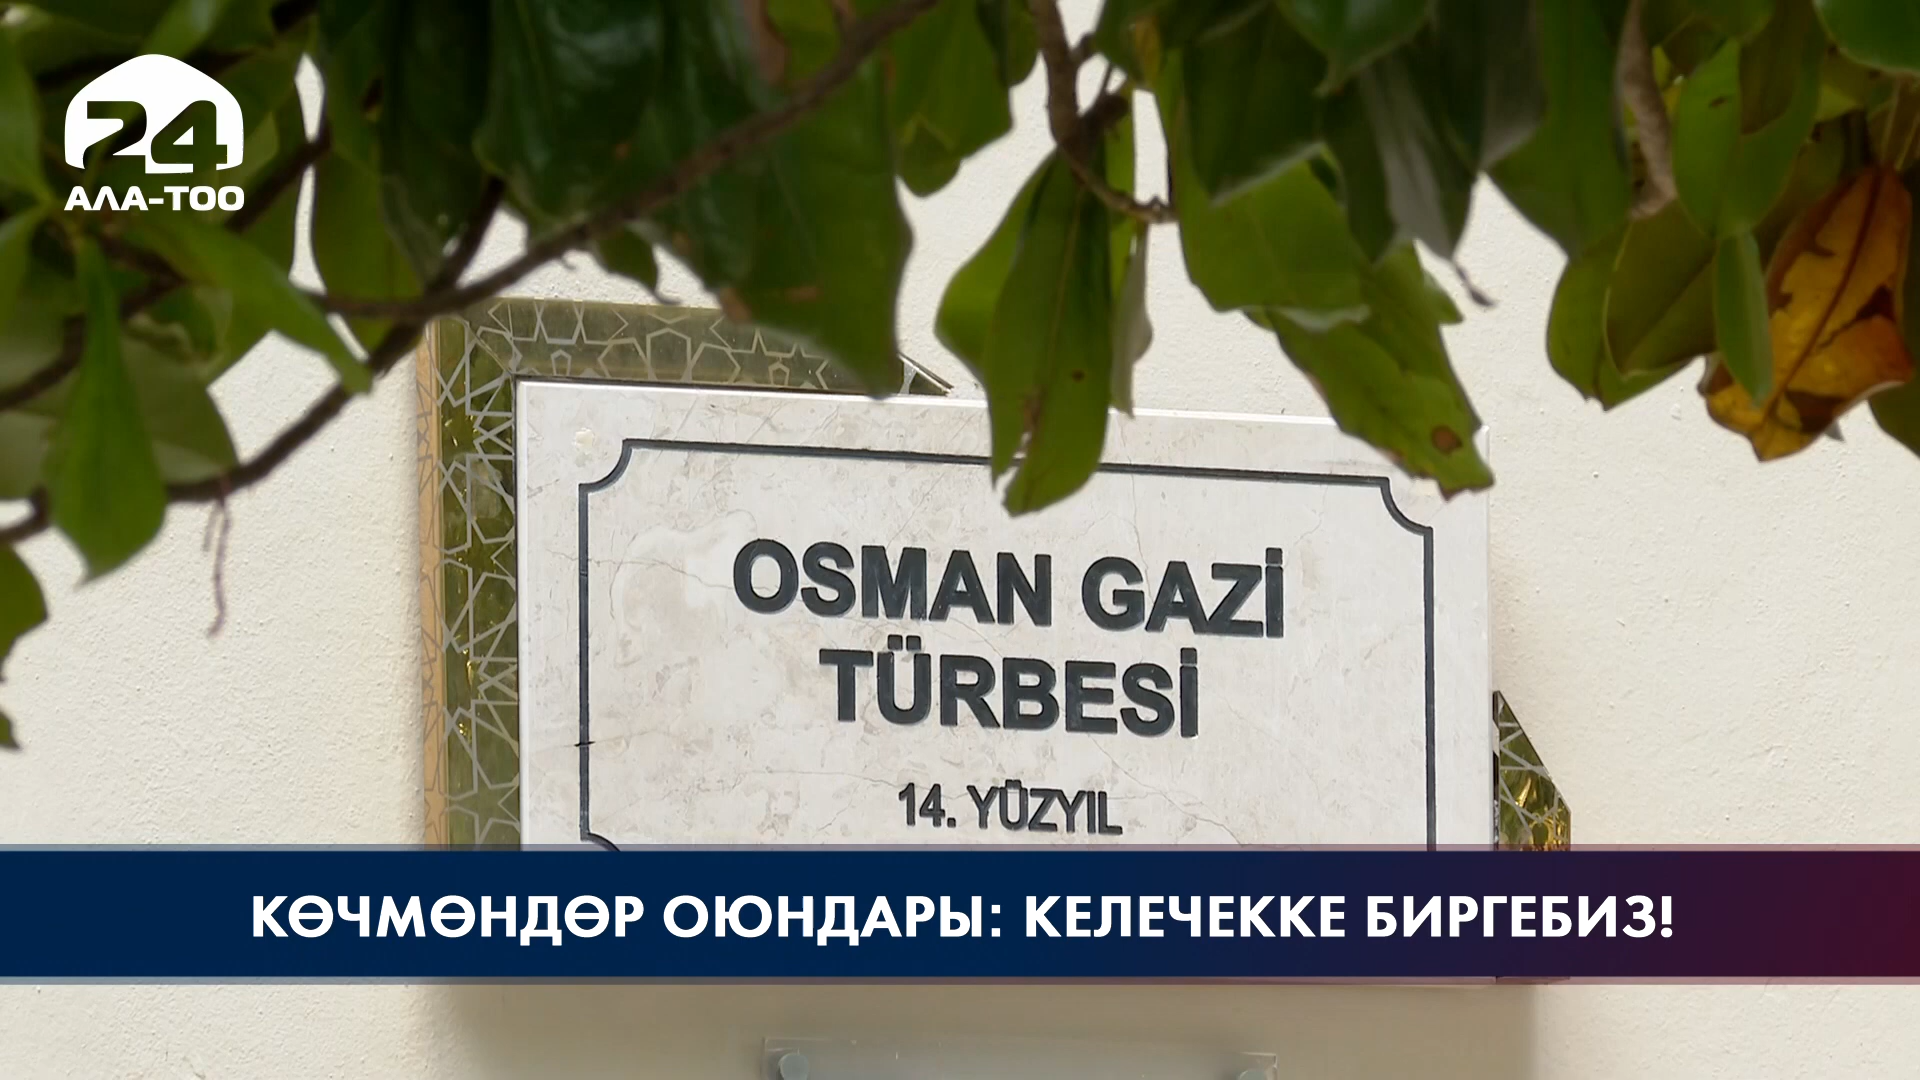 24
АЛА-ТОО
OSMAN GAZİ
TÜRBESİ
14. YÜZYIL
КӨЧМӨНДӨР ОЮНДАРЫ: КЕЛЕЧЕККЕ БИРГЕБИЗ!